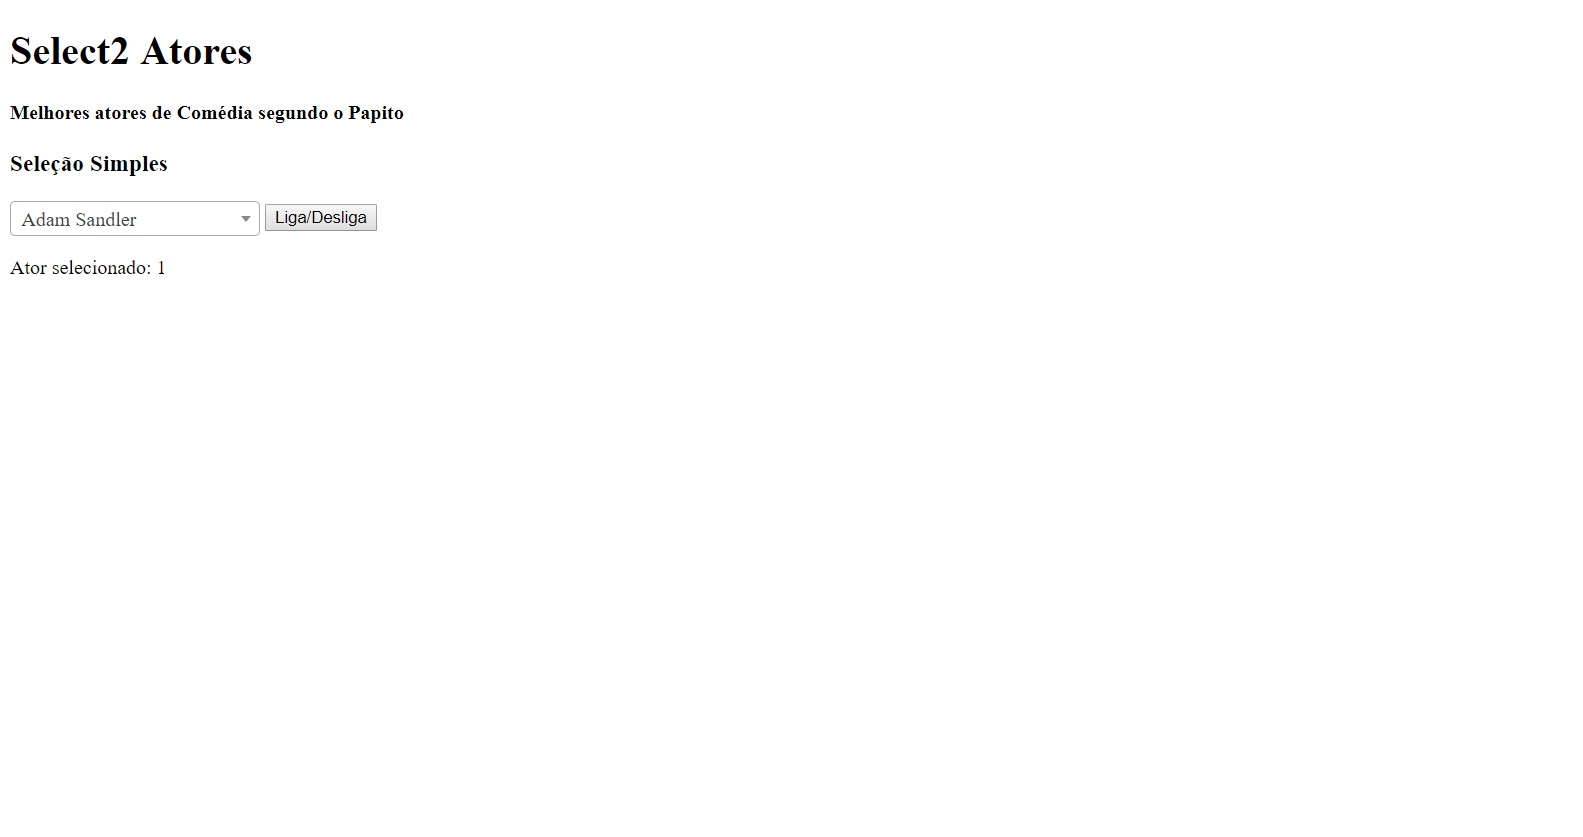 Select2 Atores
Melhores atores de Comédia segundo o Papito
Seleção Simples
Adam Sandler Liga/Desliga
Ator selecionado: 1